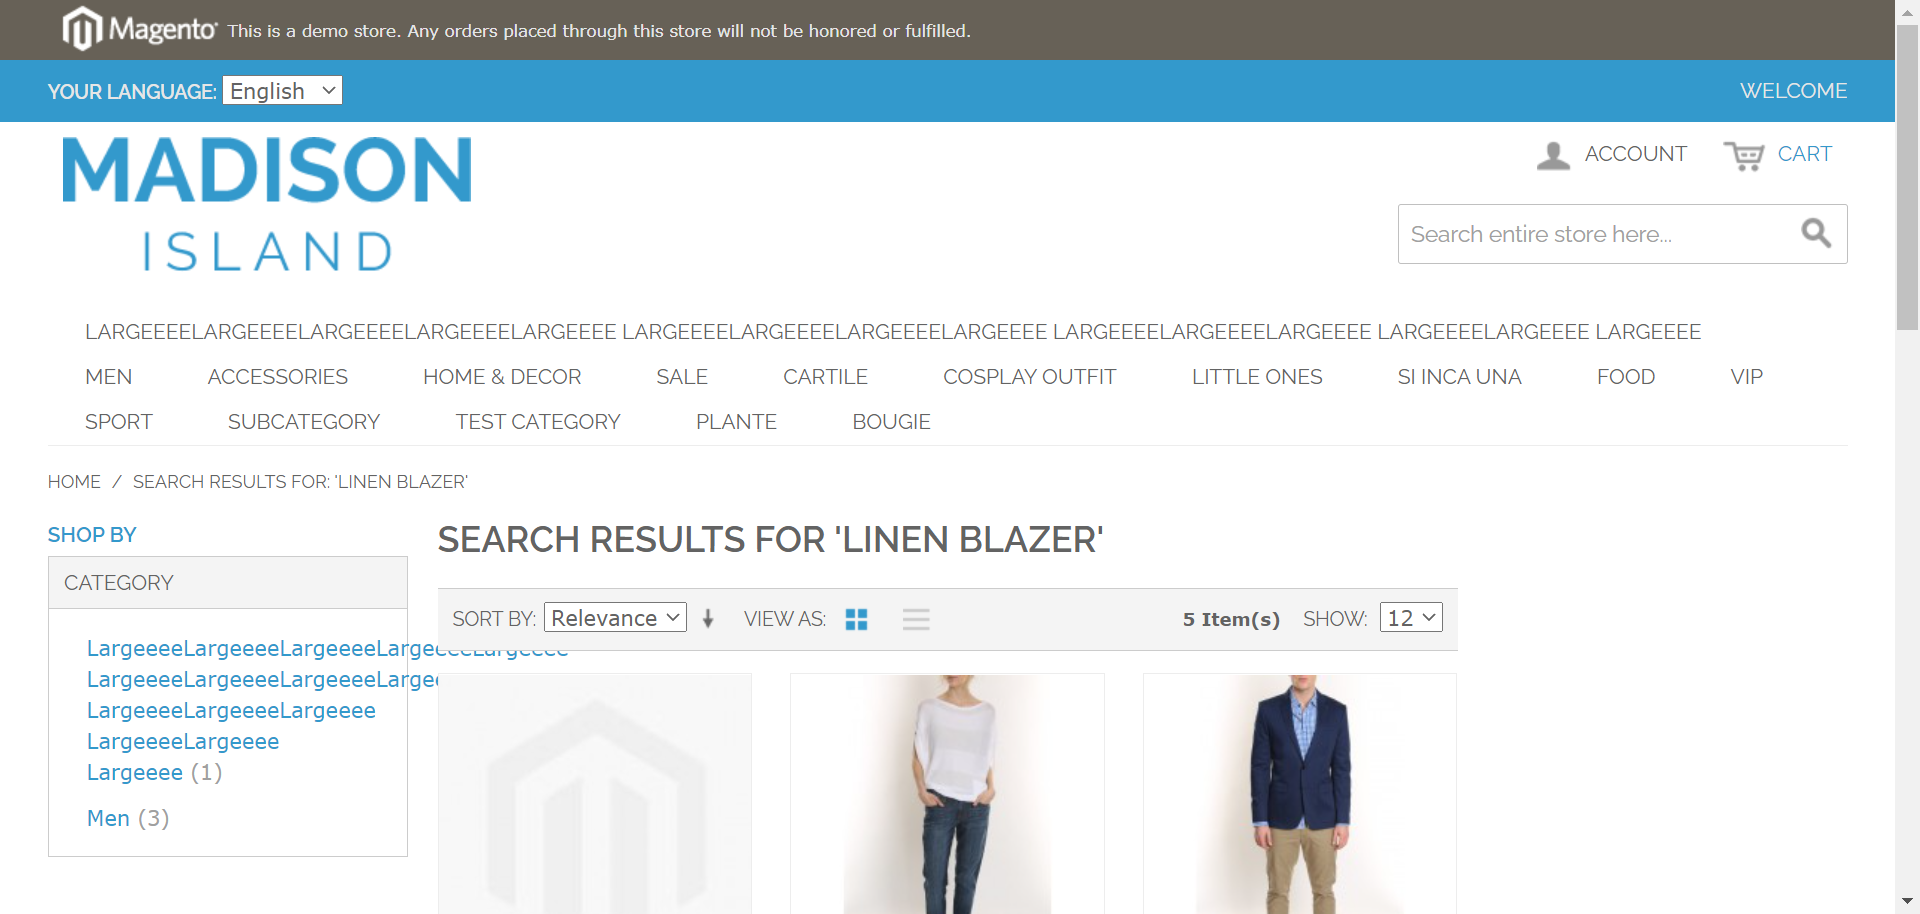 Magento This is a demo store. Any orders placed through this store will not be honored or fulfilled.
YOUR LANGUAGE: English WELCOME
MADISON
ISLAND
ACCOUNT CART
Search entire store here...
LARGEEEELARGEEEELARGEEEELARGEEEELARGEEEE LARGEEEELARGEEEELARGEEEELARGEEEE LARGEEEELARGEEEELARGEEEE LARGEEEELARGEEEE LARGEEEE
MEN ACCESSORIES HOME & DECOR SALE CARTILE COSPLAY OUTFIT LITTLE ONES SI INCA UNA FOOD VIP
SPORT SUBCATEGORY TEST CATEGORY PLANTE BOUGIE
HOME / SEARCH RESULTS FOR: 'LINEN BLAZER'
SHOP BY
CATEGORY
LargeeeeLargeeeeLargeeeeLargeeeeLargeeee
LargeeeeLargeeeeLargeeeeLargee
LargeeeeLargeeeeLargeeee
LargeeeeLargeeee
Largeeee (1)
Men (3)
SEARCH RESULTS FOR 'LINEN BLAZER'
SORT BY: Relevance VIEW AS: 5 Item(s) SHOW: 12